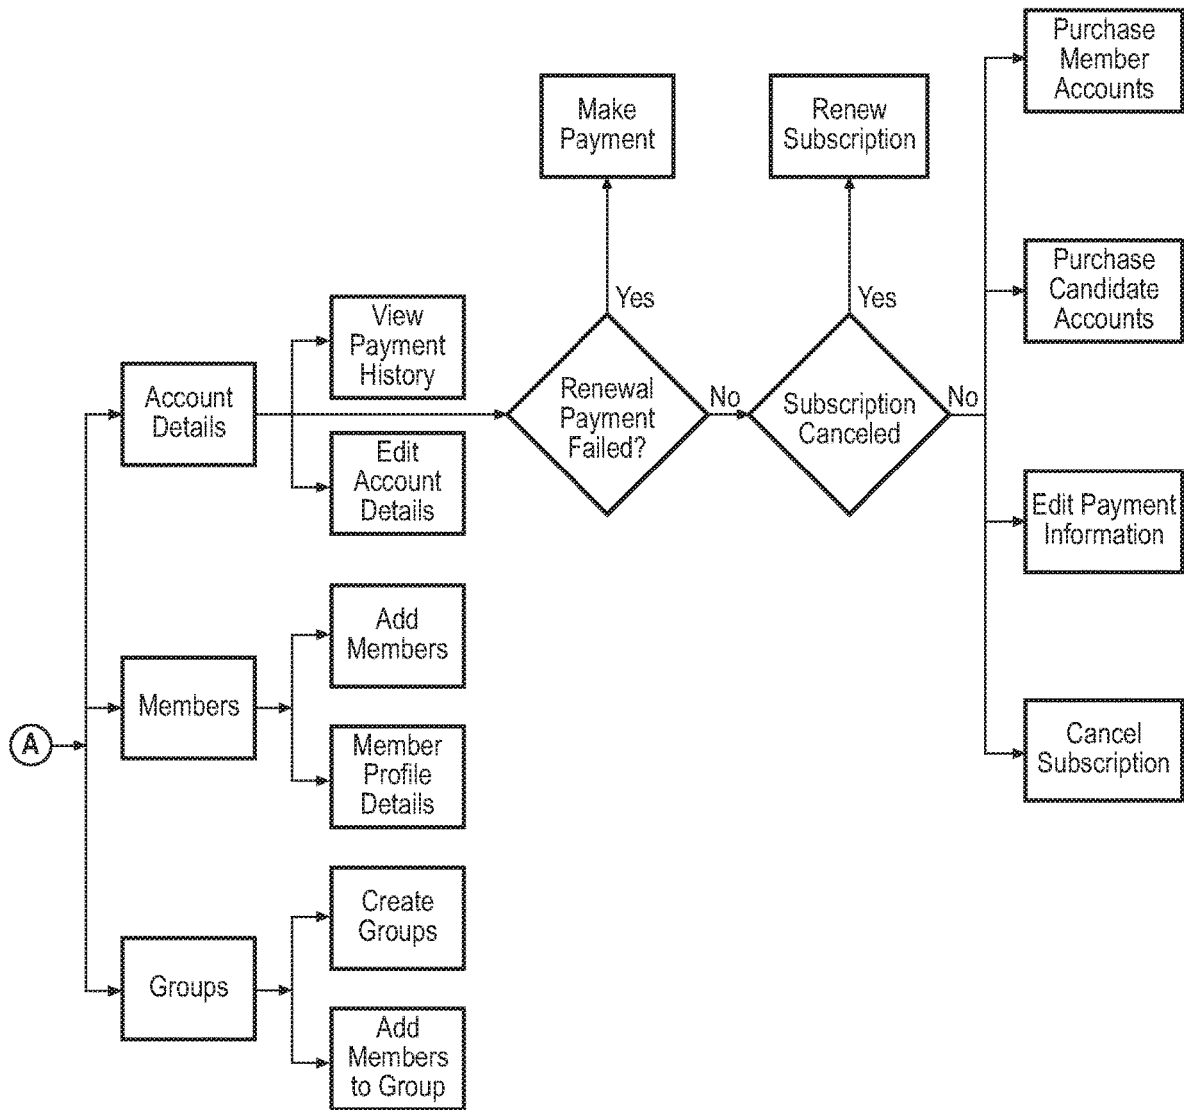 Purchase
Member
Accounts
Make
Payment
Renew
Subscription
Purchase
Candidate
Accounts
View
Payment
History
Yes
Yes
Account
Details
Renewal
Payment
Failed?
No
Subscription
Canceled
No
Edit
Account
Details
Edit Payment
Information
Add
Members
Members
A
Member
Profile
Details
Cancel
Subscription
Create
Groups
Groups
Add
Members
to Group